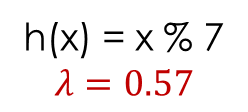 h(x) = x % 7
λ = 0.57